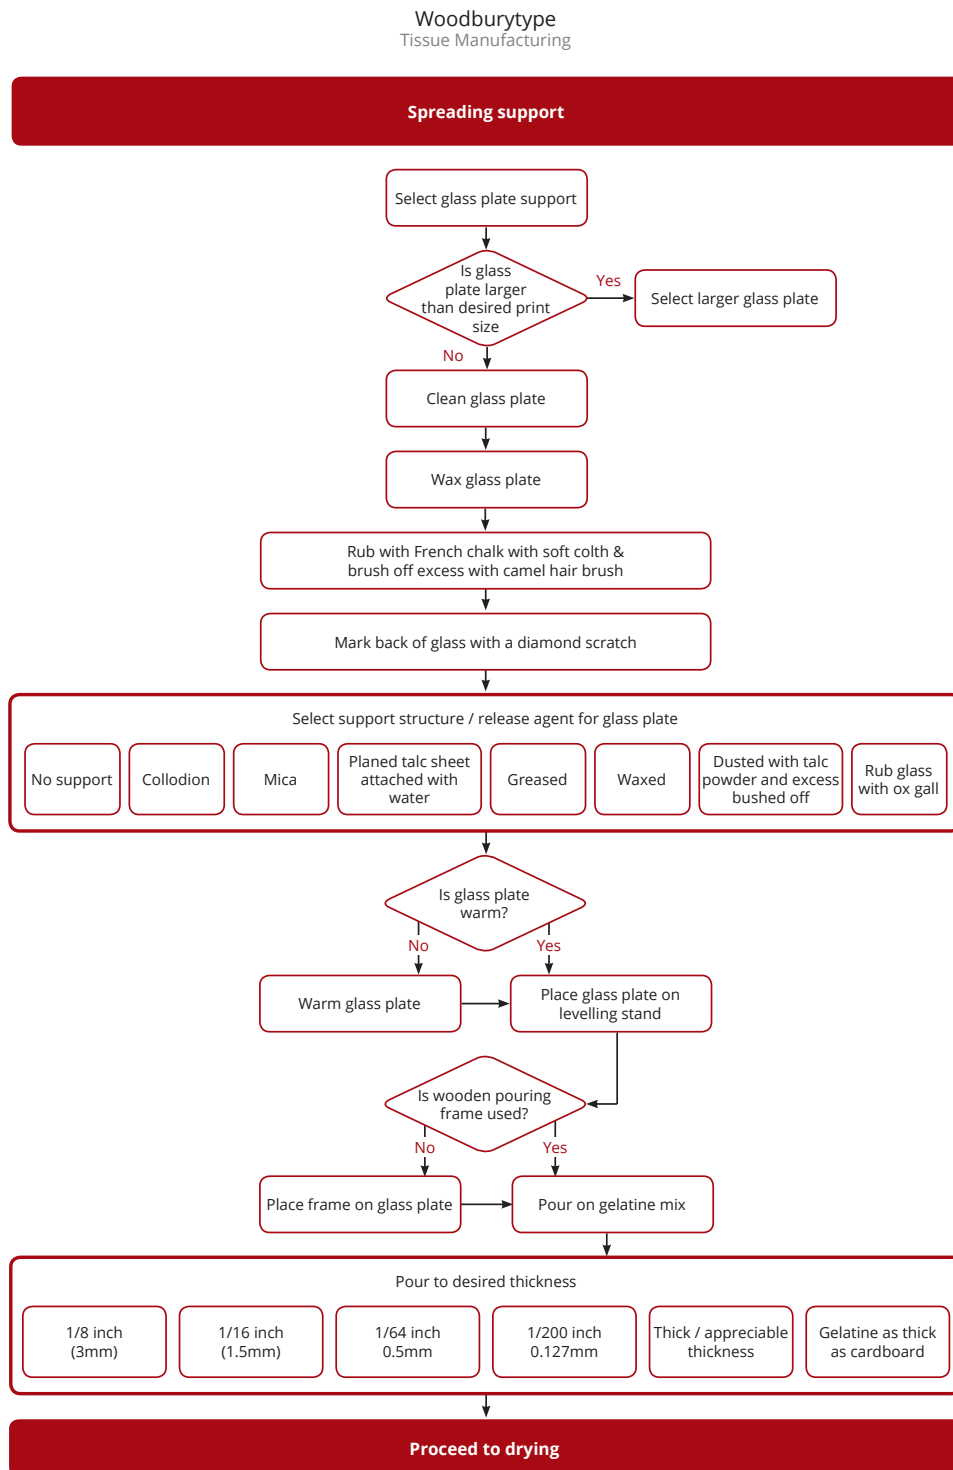 Woodburytype
Tissue Manufacturing
Spreading support
Select glass plate support
Is glass
plate larger
than desired print
size
Yes
Select larger glass plate
No
Clean glass plate
Wax glass plate
Rub with French chalk with soft colth &
brush off excess with camel hair brush
Mark back of glass with a diamond scratch
Select support structure / release agent for glass plate
No support
Collodion
Mica
Planed talc sheet
attached with
water
Greased
Waxed
Dusted with talc
powder and excess
bushed off
Rub glass
with ox gall
Is glass plate
warm?
No
Yes
Warm glass plate
Place glass plate on
levelling stand
Is wooden pouring
frame used?
No
Yes
Place frame on glass plate
Pour on gelatine mix
Pour to desired thickness
1/8 inch
(3mm)
1/16 inch
(1.5mm)
1/64 inch
0.5mm
1/200 inch
0.127mm
Thick / appreciable
thickness
Gelatine as thick
as cardboard
Proceed to drying